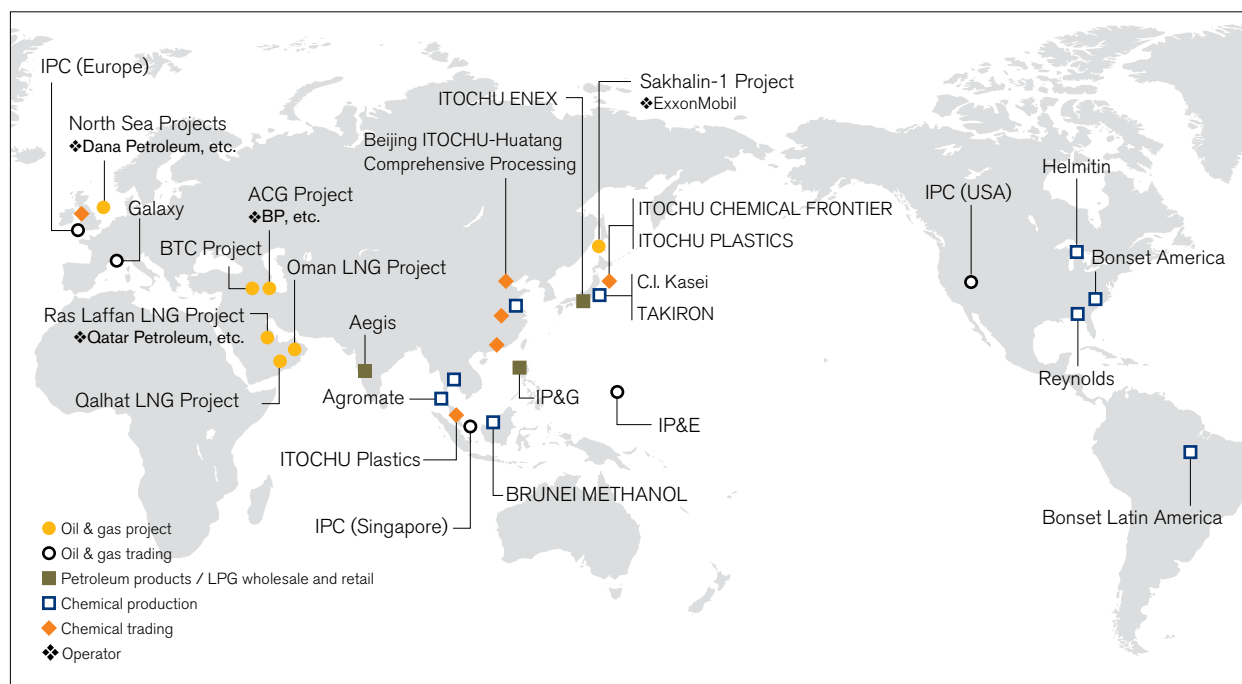 IPC (Europe)
North Sea Projects
❖Dana Petroleum, etc.
Galaxy
ACG Project
❖BP, etc.
BTC Project
Oman LNG Project
Ras Laffan LNG Project
❖Qatar Petroleum, etc.
Qalhat LNG Project
Aegis
Agromate
ITOCHU Plastics
IPC (Singapore)
BRUNEI METHANOL
IP&G
IP&E
ITOCHU ENEX
Beijing ITOCHU-Huatang
Comprehensive Processing
Sakhalin-1 Project
❖ExxonMobil
ITOCHU CHEMICAL FRONTIER
ITOCHU PLASTICS
C.I. Kasei
TAKIRON
IPC (USA)
Helmitin
Bonset America
Reynolds
Bonset Latin America
Oil & gas project
Oil & gas trading
Petroleum products / LPG wholesale and retail
Chemical production
Chemical trading
❖ Operator